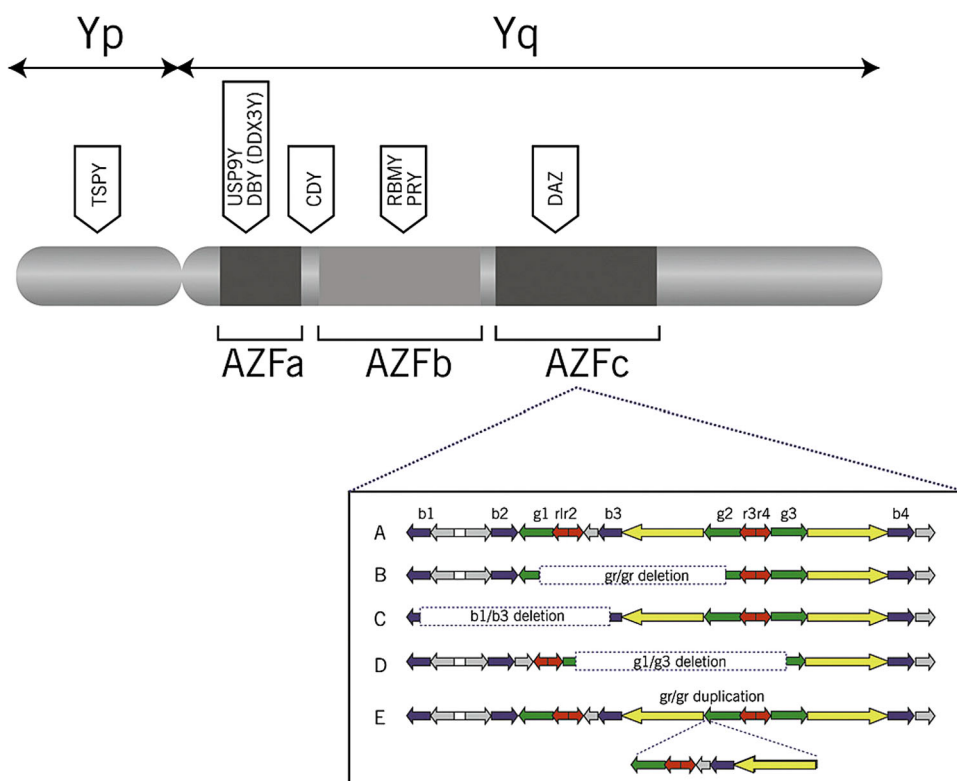 Yp Yq
TSPY
USP9Y
DBY (DDX3Y)
CDY
RBMY
PRY
DAZ
AZFa AZFb AZFc
b1 b2 g1 rlr2 b3 g2 r3r4 g3 b4
A
B gr/gr deletion
C b1/b3 deletion
D g1/g3 deletion
gr/gr duplication
E